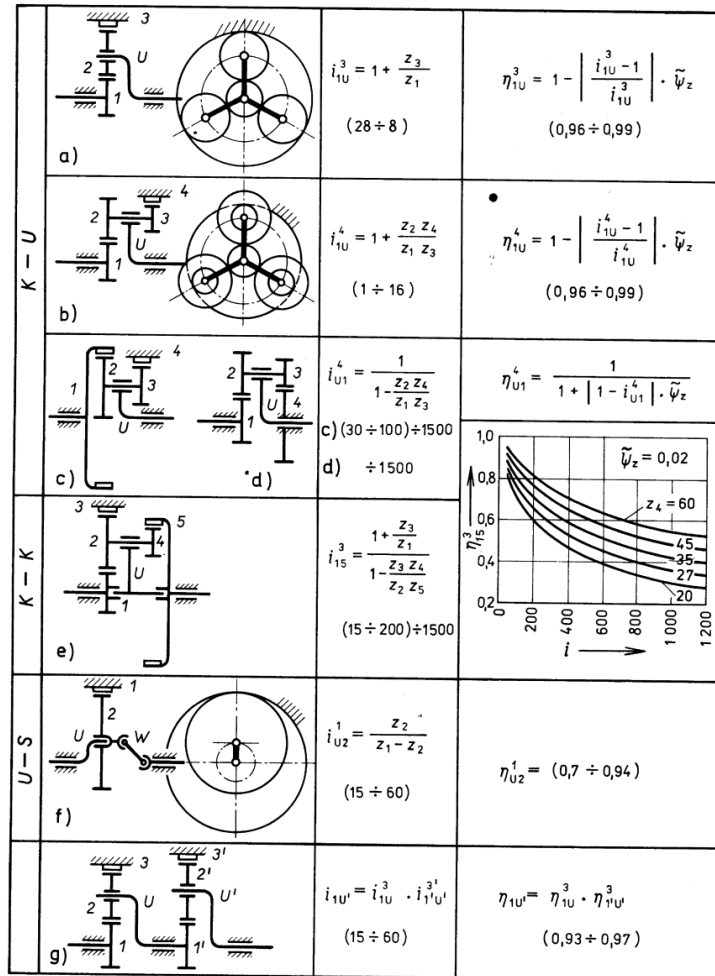 K – U
3
U
2
1
a)
i³₁U = 1 + z₃/z₁
(28 ÷ 8)
η³₁U = 1 − | (i³₁U − 1)/i³₁U | · ψ̃z
(0,96 ÷ 0,99)
4
2
3
U
1
b)
i⁴₁U = 1 + z₂ z₄/z₁ z₃
(1 ÷ 16)
η⁴₁U = 1 − | (i⁴₁U − 1)/i⁴₁U | · ψ̃z
(0,96 ÷ 0,99)
4
1
2
3
U
c)
2
3
U
4
1
d)
i⁴U1 = 1/(1 − z₂ z₄/z₁ z₃)
c) (30 ÷ 100) ÷ 1500
d) ÷ 1500
η⁴U1 = 1/(1 + | 1 − i⁴U1 | · ψ̃z)
K – K
3
5
2
4
U
1
e)
i³₁₅ = (1 + z₃/z₁)/(1 − z₃ z₄/z₂ z₅)
(15 ÷ 200) ÷ 1500
η³₁₅
1,0
0,8
0,6
0,4
0,2
ψ̃z = 0,02
z₄ = 60
45
35
27
20
0
200
400
600
800
1 000
1 200
i
U – S
1
2
U
W
f)
i¹U2 = z₂/(z₁ − z₂)
(15 ÷ 60)
η¹U2 = (0,7 ÷ 0,94)
3
3'
2'
U
U'
2
1
1'
g)
i₁U' = i³₁U · i³'₁'U'
(15 ÷ 60)
η₁U' = η³₁U · η³₁'U'
(0,93 ÷ 0,97)